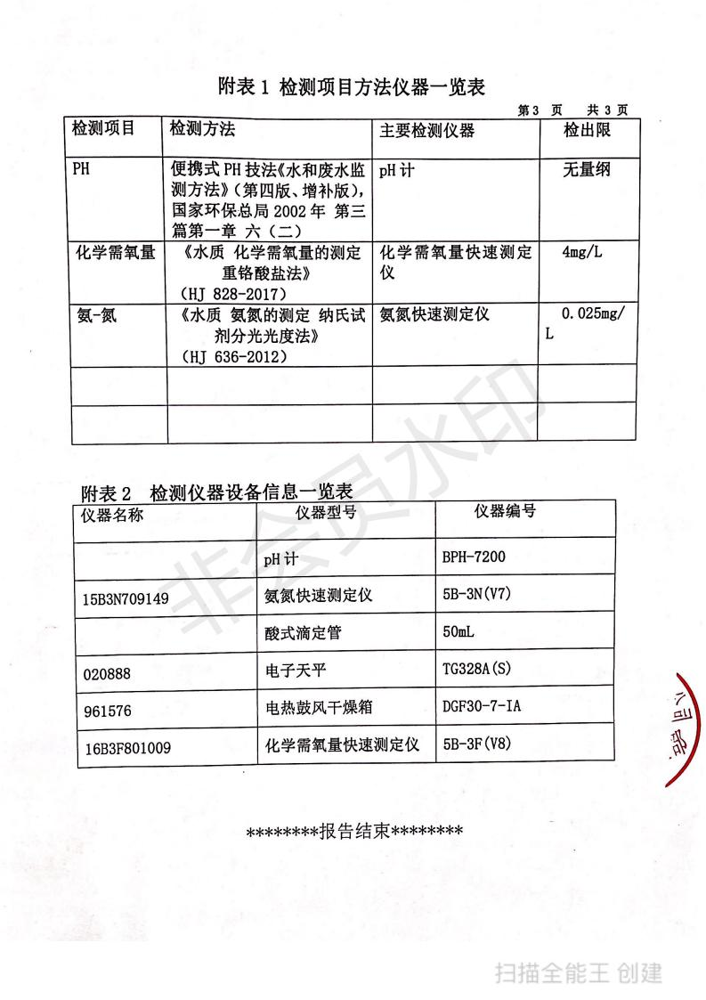 附表1 检测项目方法仪器一览表
第3 页 共3页
检测项目 检测方法 主要检测仪器 检出限
PH 便携式PH技法《水和废水监 pH计 无量纲
测方法》(第四版、增补版),
国家环保总局2002年 第三
篇第一章 六(二)
化学需氧量 《水质 化学需氧量的测定 化学需氧量快速测定 4mg/L
重铬酸盐法》 仪
(HJ 828-2017)
氨-氮 《水质 氨氮的测定 纳氏试 氨氮快速测定仪 0.025mg/
剂分光光度法》 L
(HJ 636-2012)
附表2 检测仪器设备信息一览表
仪器名称 仪器型号 仪器编号
pH计 BPH-7200
15B3N709149 氨氮快速测定仪 5B-3N(V7)
酸式滴定管 50mL
020888 电子天平 TG328A(S)
961576 电热鼓风干燥箱 DGF30-7-IA
16B3F801009 化学需氧量快速测定仪 5B-3F(V8)
********报告结束********
非会员水印
公司
扫描全能王 创建